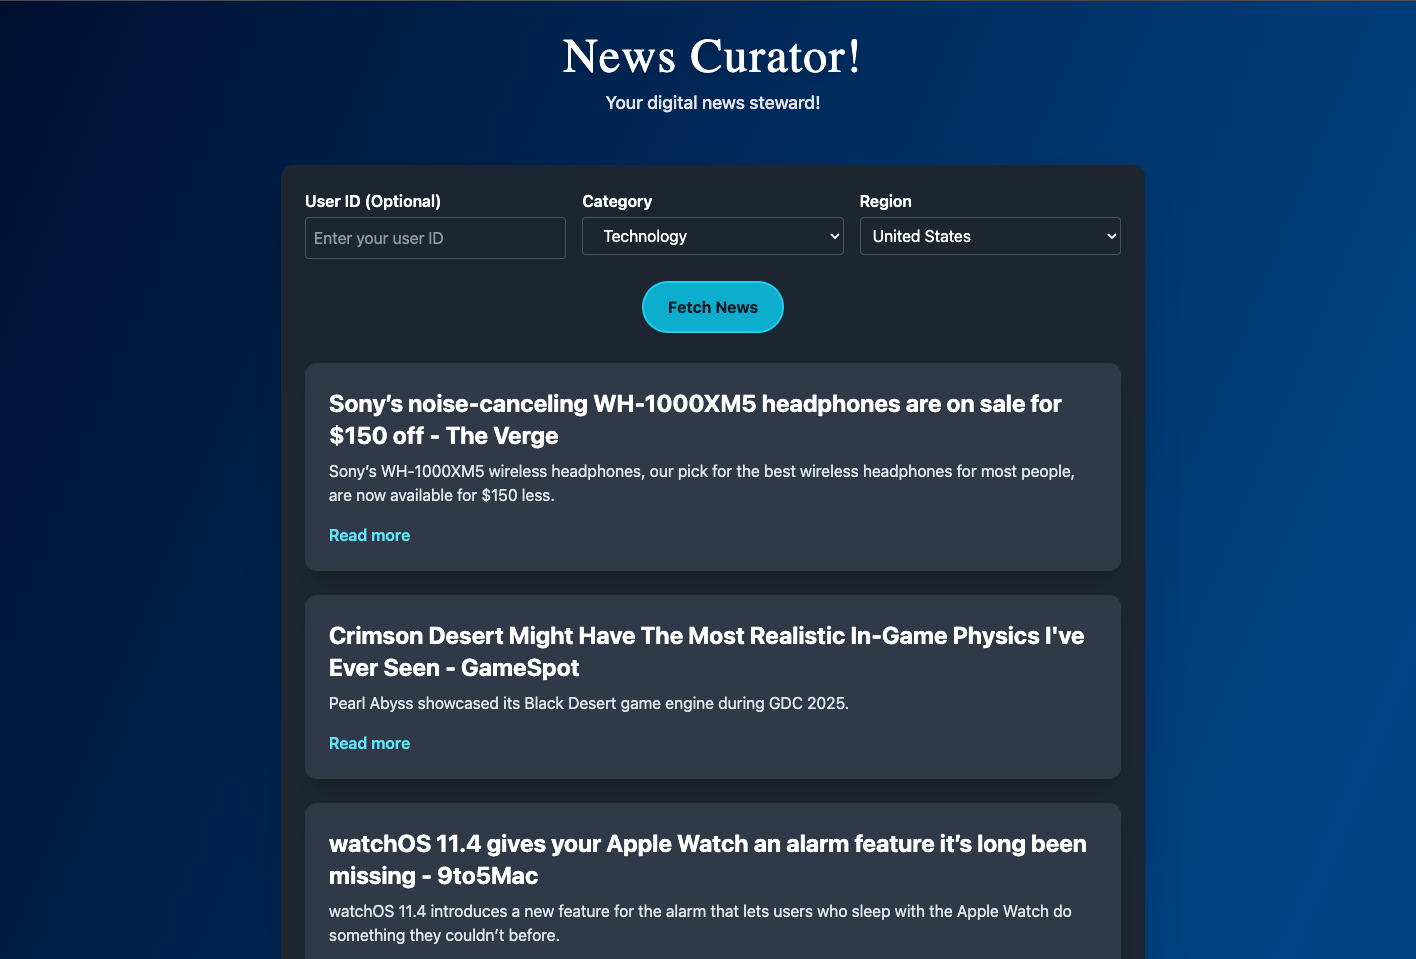 News Curator!
Your digital news steward!
User ID (Optional)
Category
Region
Enter your user ID
Technology
United States
Fetch News
Sony’s noise-canceling WH-1000XM5 headphones are on sale for
$150 off - The Verge
Sony’s WH-1000XM5 wireless headphones, our pick for the best wireless headphones for most people,
are now available for $150 less.
Read more
Crimson Desert Might Have The Most Realistic In-Game Physics I've
Ever Seen - GameSpot
Pearl Abyss showcased its Black Desert game engine during GDC 2025.
Read more
watchOS 11.4 gives your Apple Watch an alarm feature it’s long been
missing - 9to5Mac
watchOS 11.4 introduces a new feature for the alarm that lets users who sleep with the Apple Watch do
something they couldn’t before.